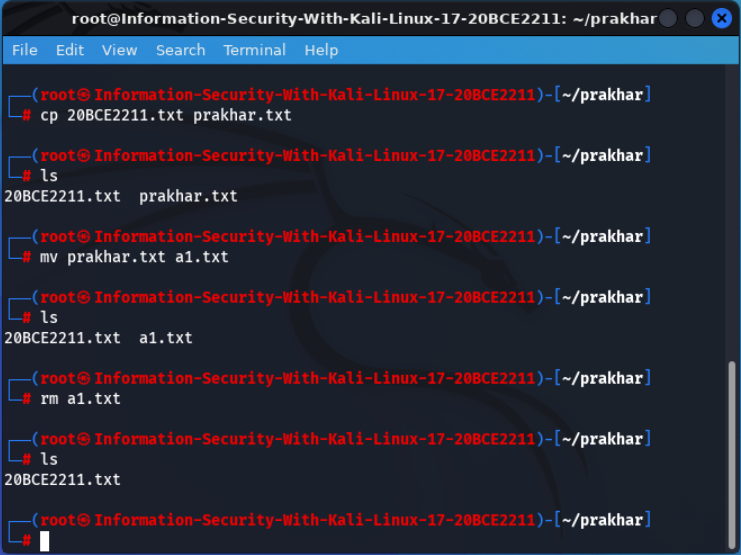 root@Information-Security-With-Kali-Linux-17-20BCE2211: ~/prakhar
File Edit View Search Terminal Help
┌──(root㉿Information-Security-With-Kali-Linux-17-20BCE2211)-[~/prakhar]
└─# cp 20BCE2211.txt prakhar.txt
┌──(root㉿Information-Security-With-Kali-Linux-17-20BCE2211)-[~/prakhar]
└─# ls
20BCE2211.txt  prakhar.txt
┌──(root㉿Information-Security-With-Kali-Linux-17-20BCE2211)-[~/prakhar]
└─# mv prakhar.txt a1.txt
┌──(root㉿Information-Security-With-Kali-Linux-17-20BCE2211)-[~/prakhar]
└─# ls
20BCE2211.txt  a1.txt
┌──(root㉿Information-Security-With-Kali-Linux-17-20BCE2211)-[~/prakhar]
└─# rm a1.txt
┌──(root㉿Information-Security-With-Kali-Linux-17-20BCE2211)-[~/prakhar]
└─# ls
20BCE2211.txt
┌──(root㉿Information-Security-With-Kali-Linux-17-20BCE2211)-[~/prakhar]
└─#